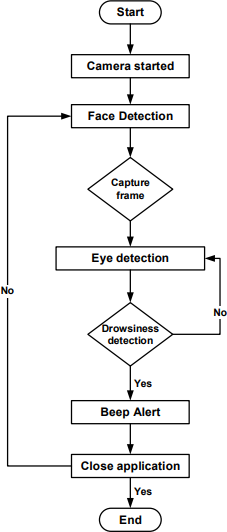 Start
Camera started
Face Detection
Capture
frame
Eye detection
No
No
Drowsiness
detection
Yes
Beep Alert
Close application
Yes
End